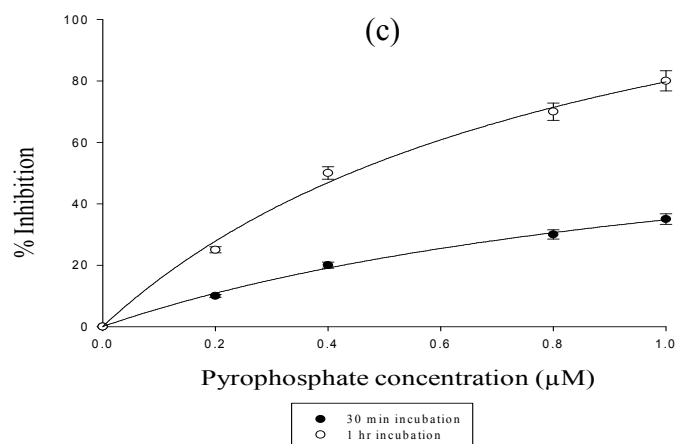 (c)
100
80
60
40
20
0
% Inhibition
0.0 0.2 0.4 0.6 0.8 1.0
Pyrophosphate concentration (µM)
30 min incubation
1 hr incubation